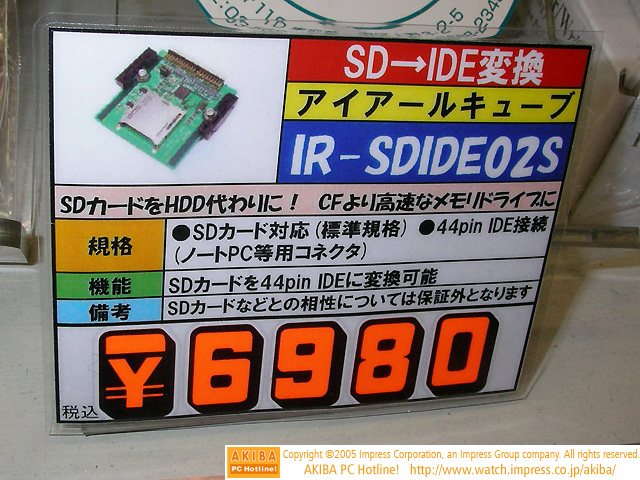 SD→IDE変換
アイアールキューブ
IR-SDIDE02S
SDカードをHDD代わりに! CFより高速なメモリドライブに
規格
●SDカード対応(標準規格) ●44pin IDE接続
(ノートPC等用コネクタ)
機能
SDカードを44pin IDEに変換可能
備考
SDカードなどとの相性については保証外となります
税込
¥6980
AKIBA
PC Hotline!
Copyright ©2005 Impress Corporation, an Impress Group company. All rights reserved.
AKIBA PC Hotline! http://www.watch.impress.co.jp/akiba/